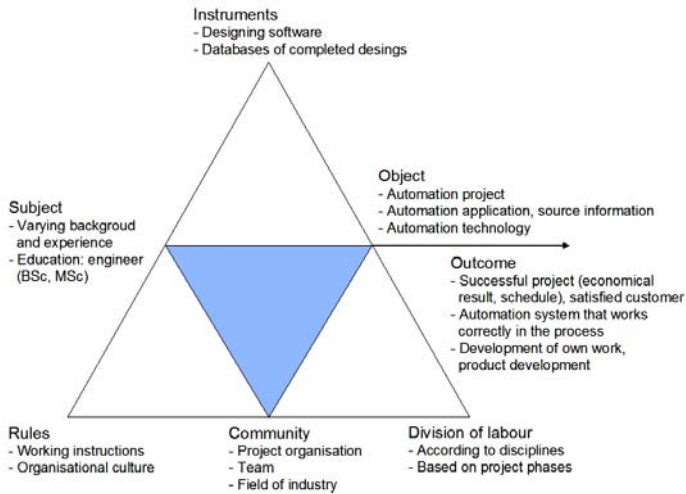 Instruments
- Designing software
- Databases of completed desings
Object
- Automation project
- Automation application, source information
- Automation technology
Subject
- Varying backgroud
and experience
- Education: engineer
(BSc, MSc)
Outcome
- Successful project (economical
result, schedule), satisfied customer
- Automation system that works
correctly in the process
- Development of own work,
product development
Rules
- Working instructions
- Organisational culture
Community
- Project organisation
- Team
- Field of industry
Division of labour
- According to disciplines
- Based on project phases